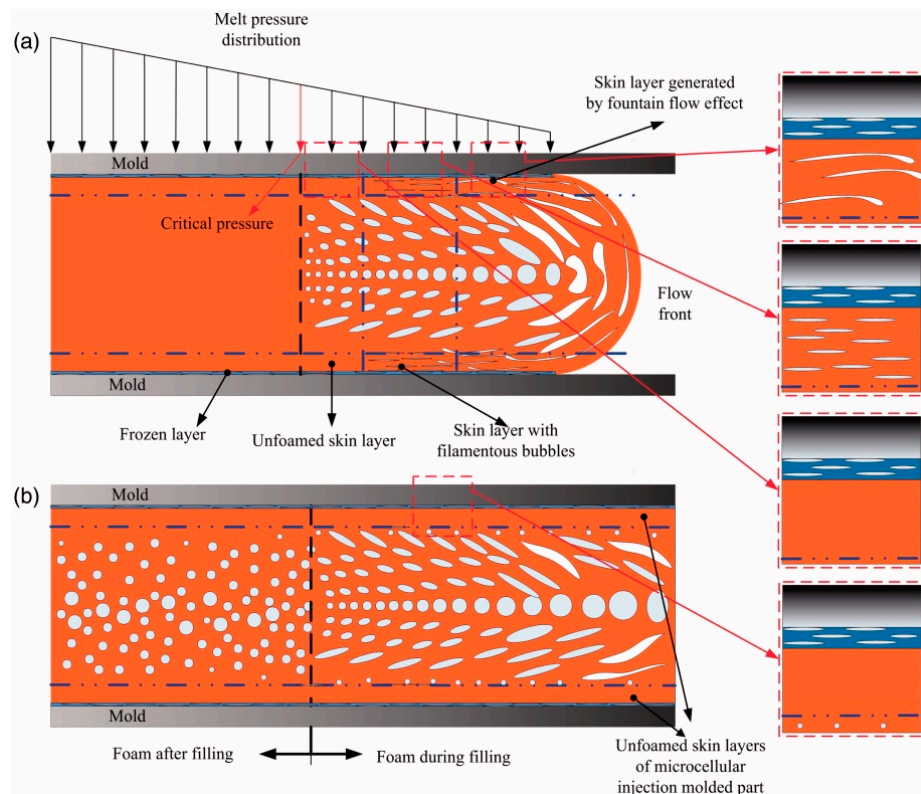 (a)
Melt pressure
distribution
Skin layer generated
by fountain flow effect
Mold
Critical pressure
Flow
front
Mold
Frozen layer
Unfoamed skin layer
Skin layer with
filamentous bubbles
(b)
Mold
Mold
Foam after filling
Foam during filling
Unfoamed skin layers
of microcellular
injection molded part